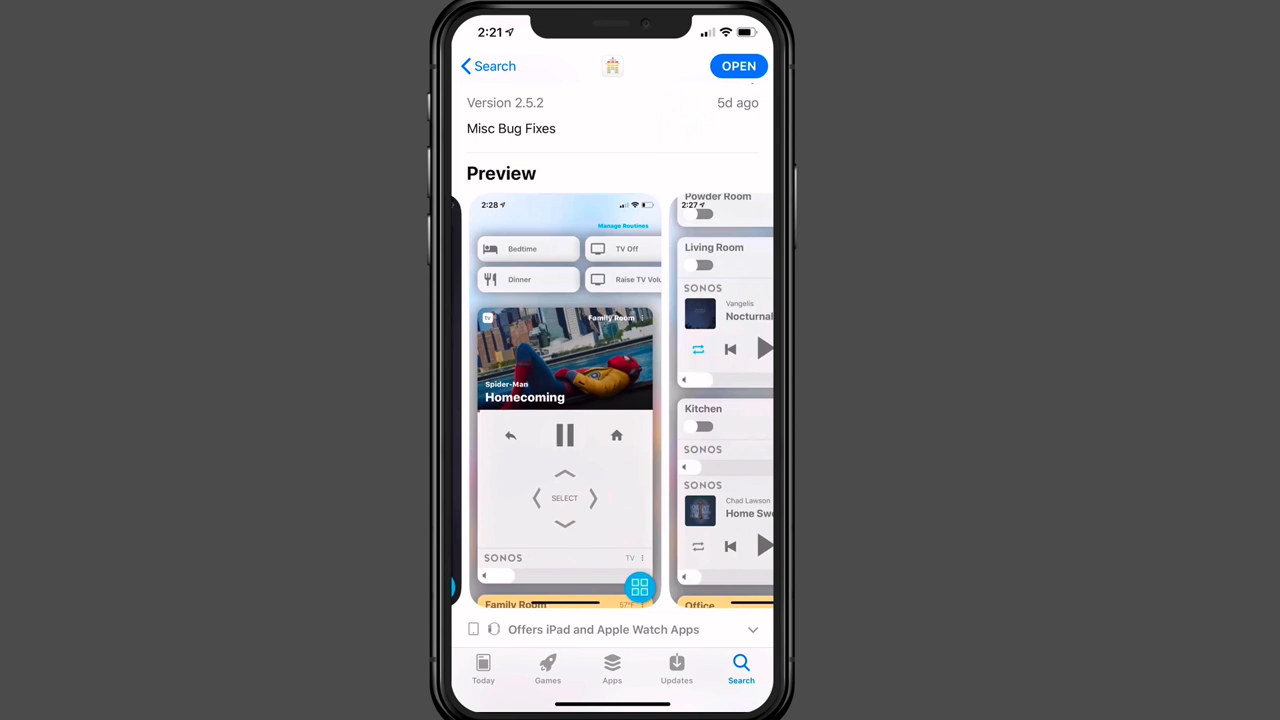 2:21
Search
OPEN
Version 2.5.2
5d ago
Misc Bug Fixes
Preview
2:28
Manage Routines
Bedtime
TV Off
Dinner
Raise TV Volu
tv
Family Room
Spider-Man
Homecoming
SELECT
SONOS
TV
Family Room
57°F
Powder Room
2:27
Living Room
SONOS
Vangelis
Nocturnal
Kitchen
SONOS
SONOS
Chad Lawson
Home Swe
Office
Offers iPad and Apple Watch Apps
Today
Games
Apps
Updates
Search